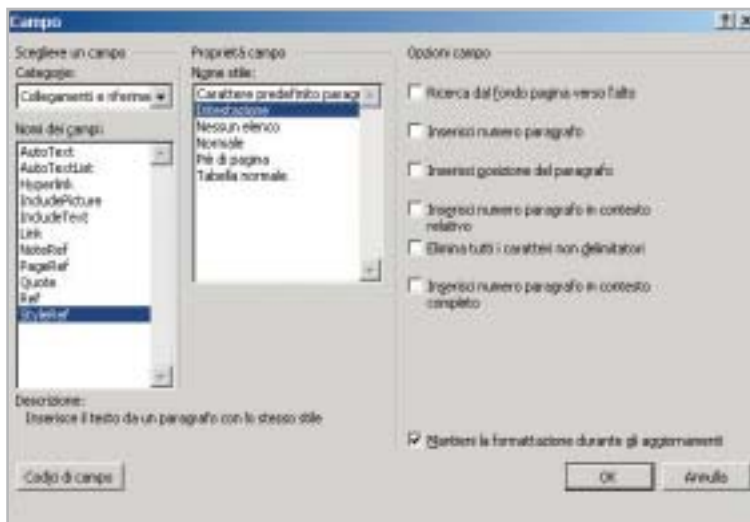 Campo
Scegliere un campo
Categorie:
Collegamenti e riferime
Nomi dei campi:
AutoText
AutoTextList
Hyperlink
IncludePicture
IncludeText
Link
NoteRef
PageRef
Quote
Ref
StyleRef
Descrizione:
Inserisce il testo da un paragrafo con lo stesso stile
Codici di campo
Proprietà campo
Nome stile:
Carattere predefinito parag
Intestazione
Nessun elenco
Normale
Piè di pagina
Tabella normale
Opzioni campo
Ricerca dal fondo pagina verso l'alto
Inserisci numero paragrafo
Inserisci posizione del paragrafo
Inserisci numero paragrafo in contesto
relativo
Elimina tutti i caratteri non delimitatori
Inserisci numero paragrafo in contesto
completo
Mantieni la formattazione durante gli aggiornamenti
OK
Annulla